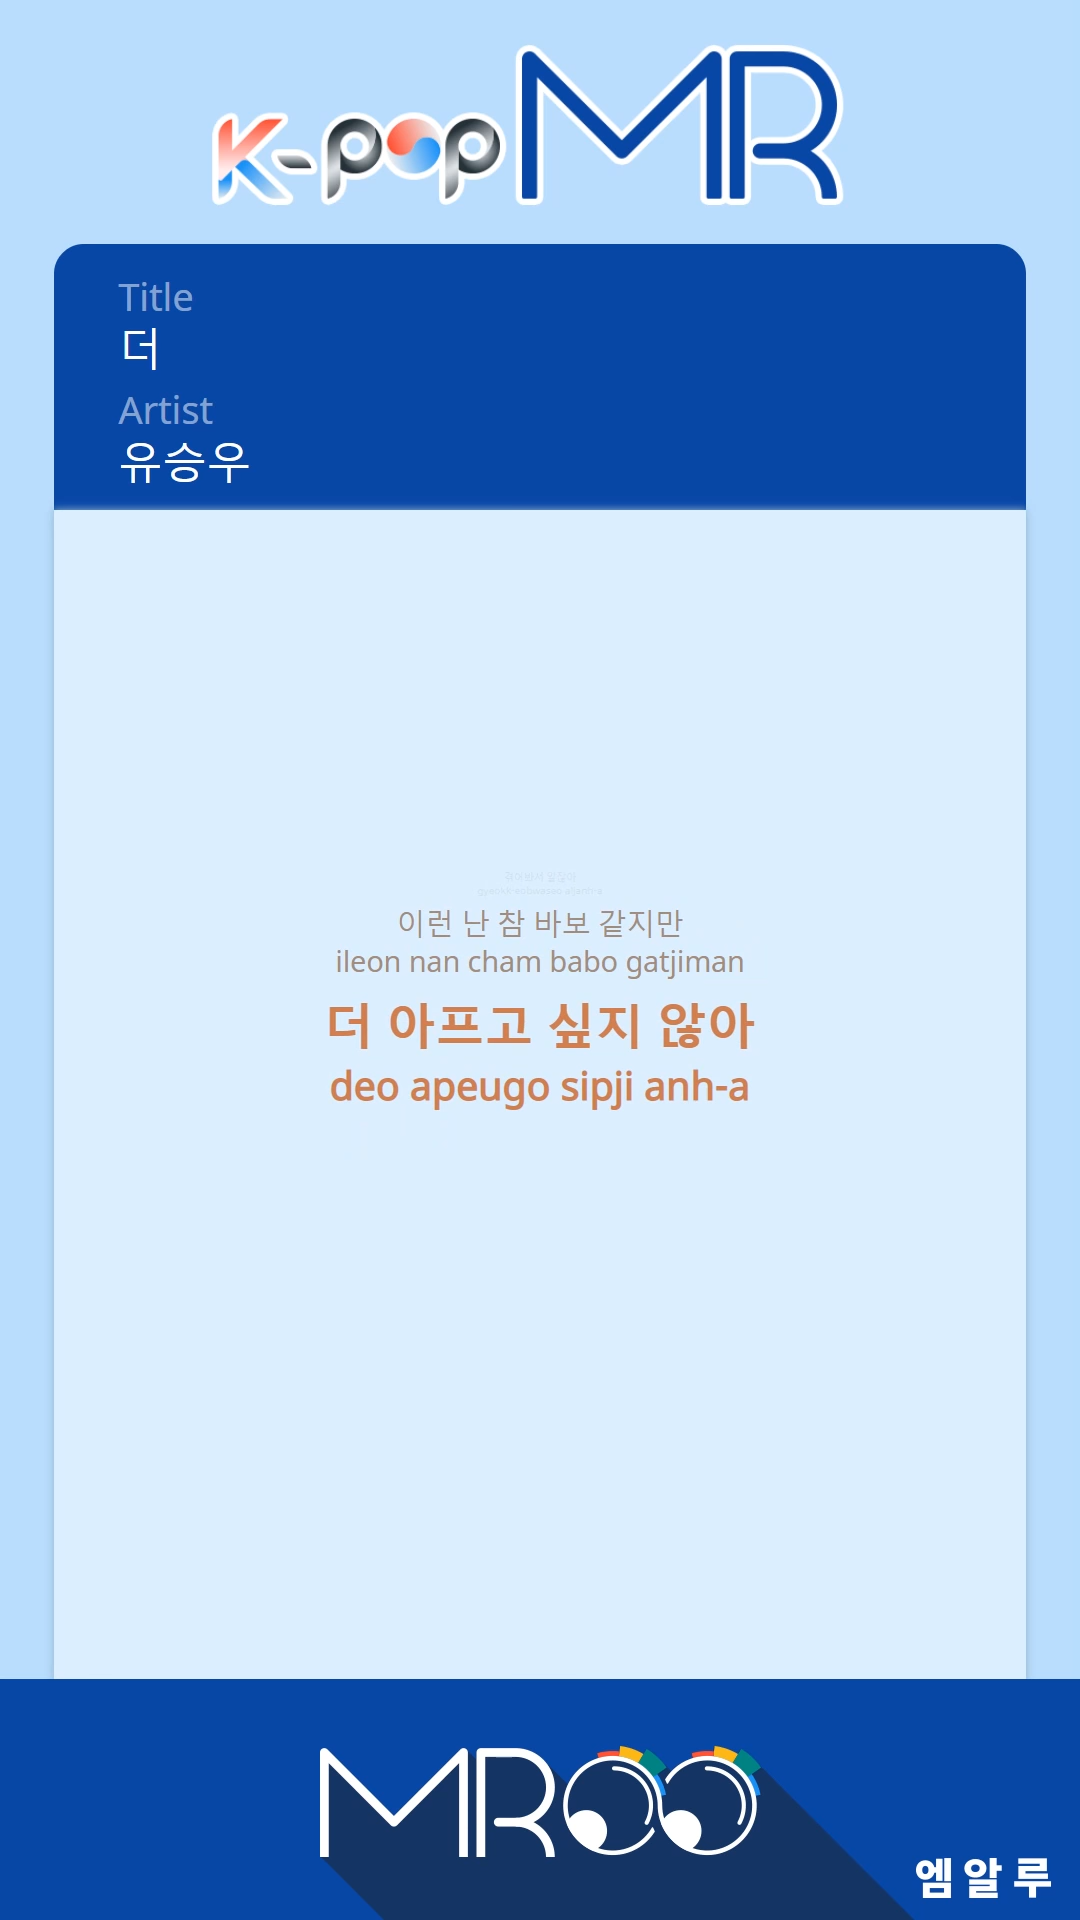 K-pop MR
Title
더
Artist
유승우
이런 난 참 바보 같지만
ileon nan cham babo gatjiman
더 아프고 싶지 않아
deo apeugo sipji anh-a
MROO
엠알루